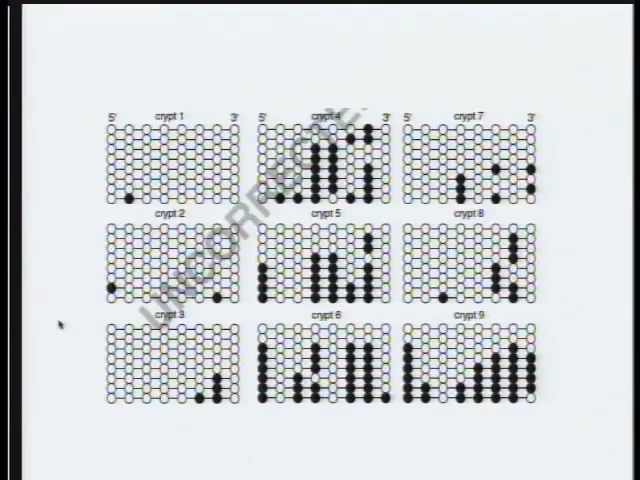 5' crypt 1 3' 5' crypt 4 3' 5' crypt 7 3'
crypt 2 crypt 5 crypt 8
crypt 3 crypt 6 crypt 9
UNCORRECTE